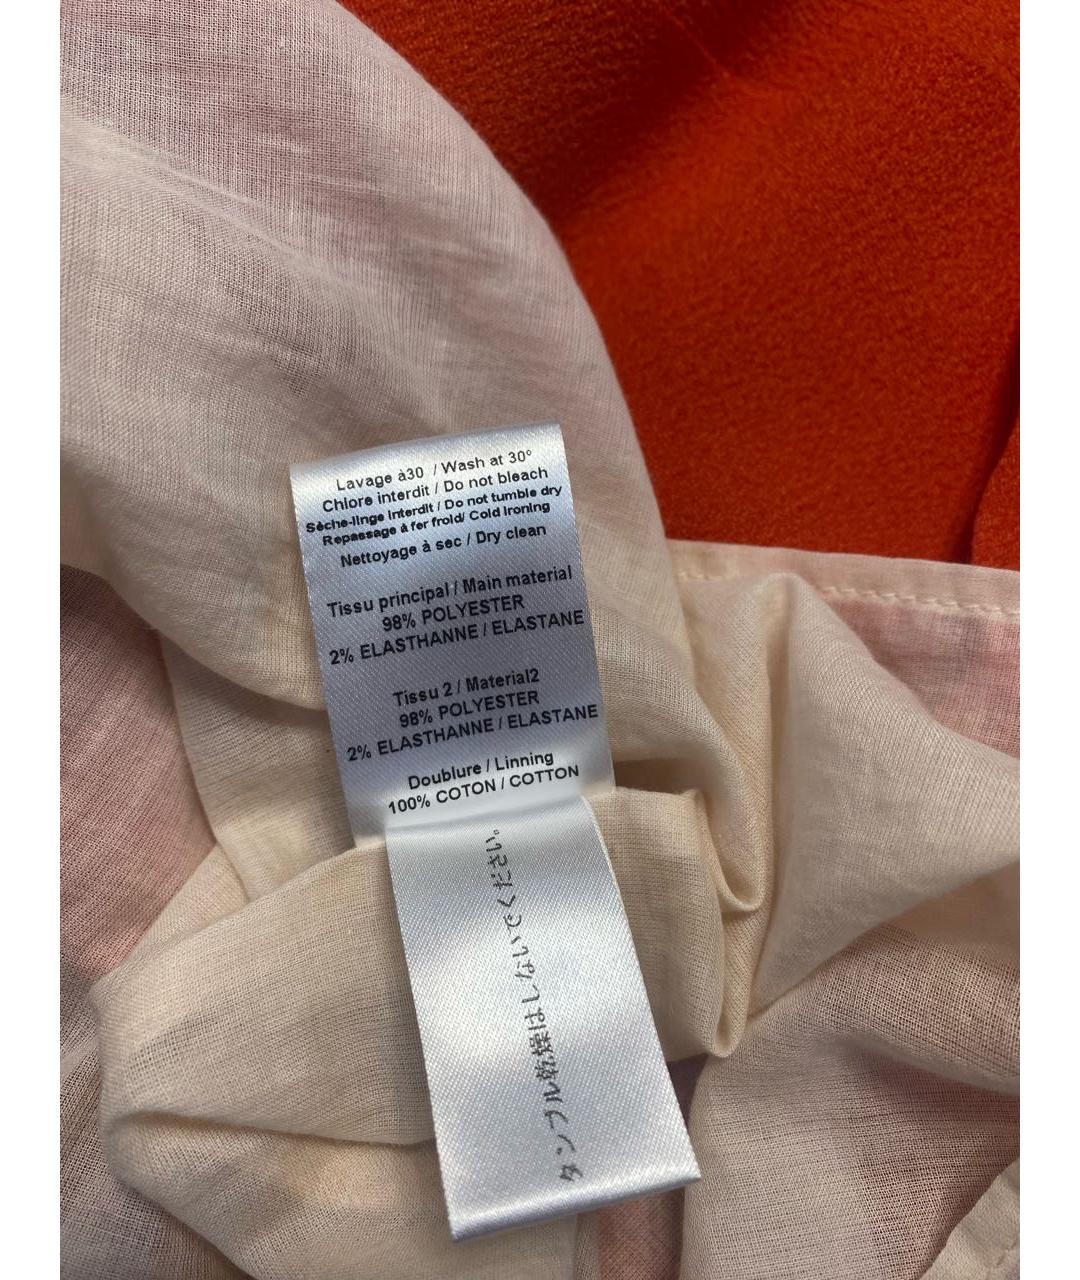 Lavage à30 / Wash at 30°
Chlore interdit / Do not bleach
Sèche-linge interdit / Do not tumble dry
Repassage à fer froid/ Cold ironing
Nettoyage à sec / Dry clean
Tissu principal / Main material
98% POLYESTER
2% ELASTHANNE / ELASTANE
Tissu 2 / Material2
98% POLYESTER
2% ELASTHANNE / ELASTANE
Doublure / Linning
100% COTON / COTTON
タンブル乾燥はしないでください。